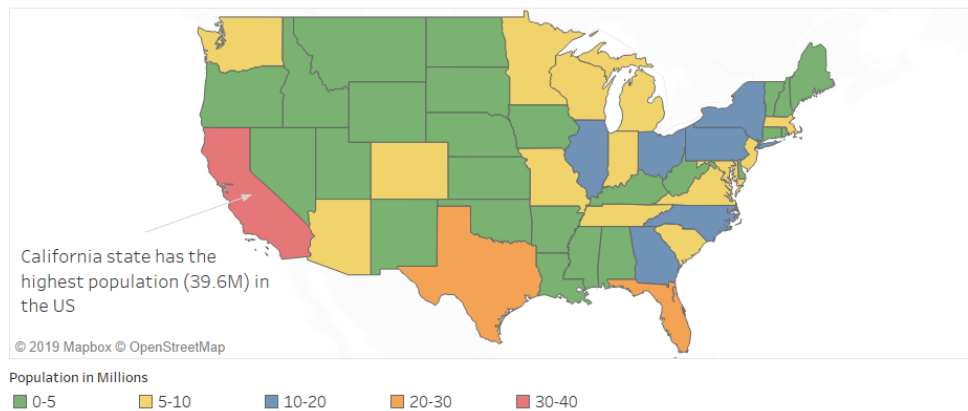 California state has the
highest population (39.6M) in
the US
© 2019 Mapbox © OpenStreetMap
Population in Millions
0-5 5-10 10-20 20-30 30-40